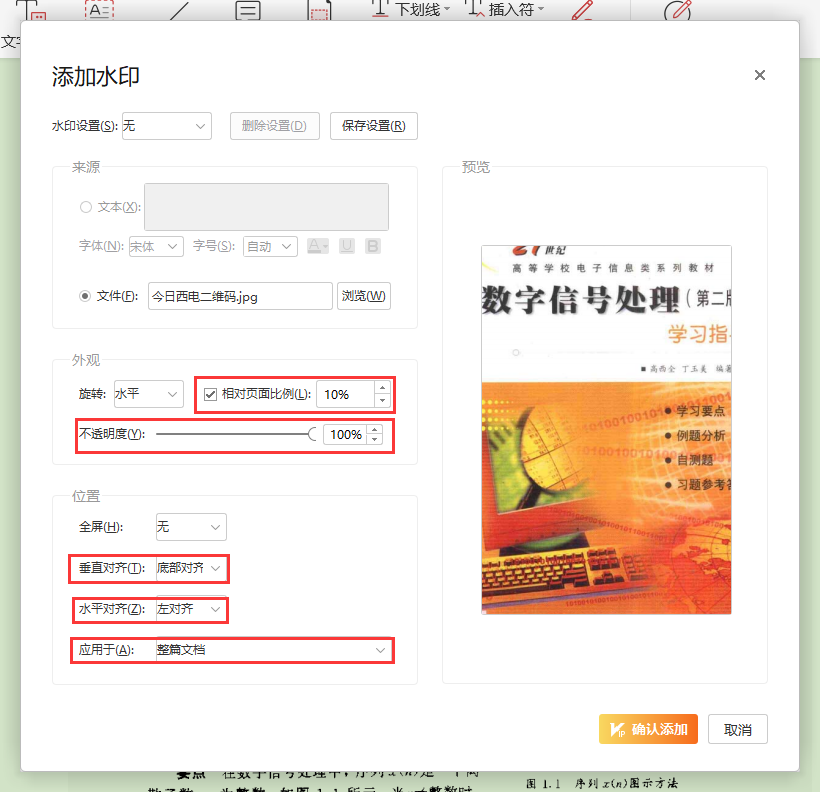 下划线 插入符
文字
添加水印
水印设置(S): 无 删除设置(D) 保存设置(R)
来源
文本(X):
字体(N): 宋体 字号(S): 自动 A U B
文件(F): 今日西电二维码.jpg 浏览(W)
外观
旋转: 水平 相对页面比例(L): 10%
不透明度(Y): 100%
位置
全屏(H): 无
垂直对齐(T): 底部对齐
水平对齐(Z): 左对齐
应用于(A): 整篇文档
预览
21世纪
高等学校电子信息类系列教材
数字信号处理(第二版
学习指
■ 高西全 丁玉美 编著
● 学习要点
● 例题分析
● 自测题
● 习题参考答
VIP 确认添加 取消
要点 在数字信号处理中,序列x(n)是一个离
图 1.1 序列 x(n)图示方法